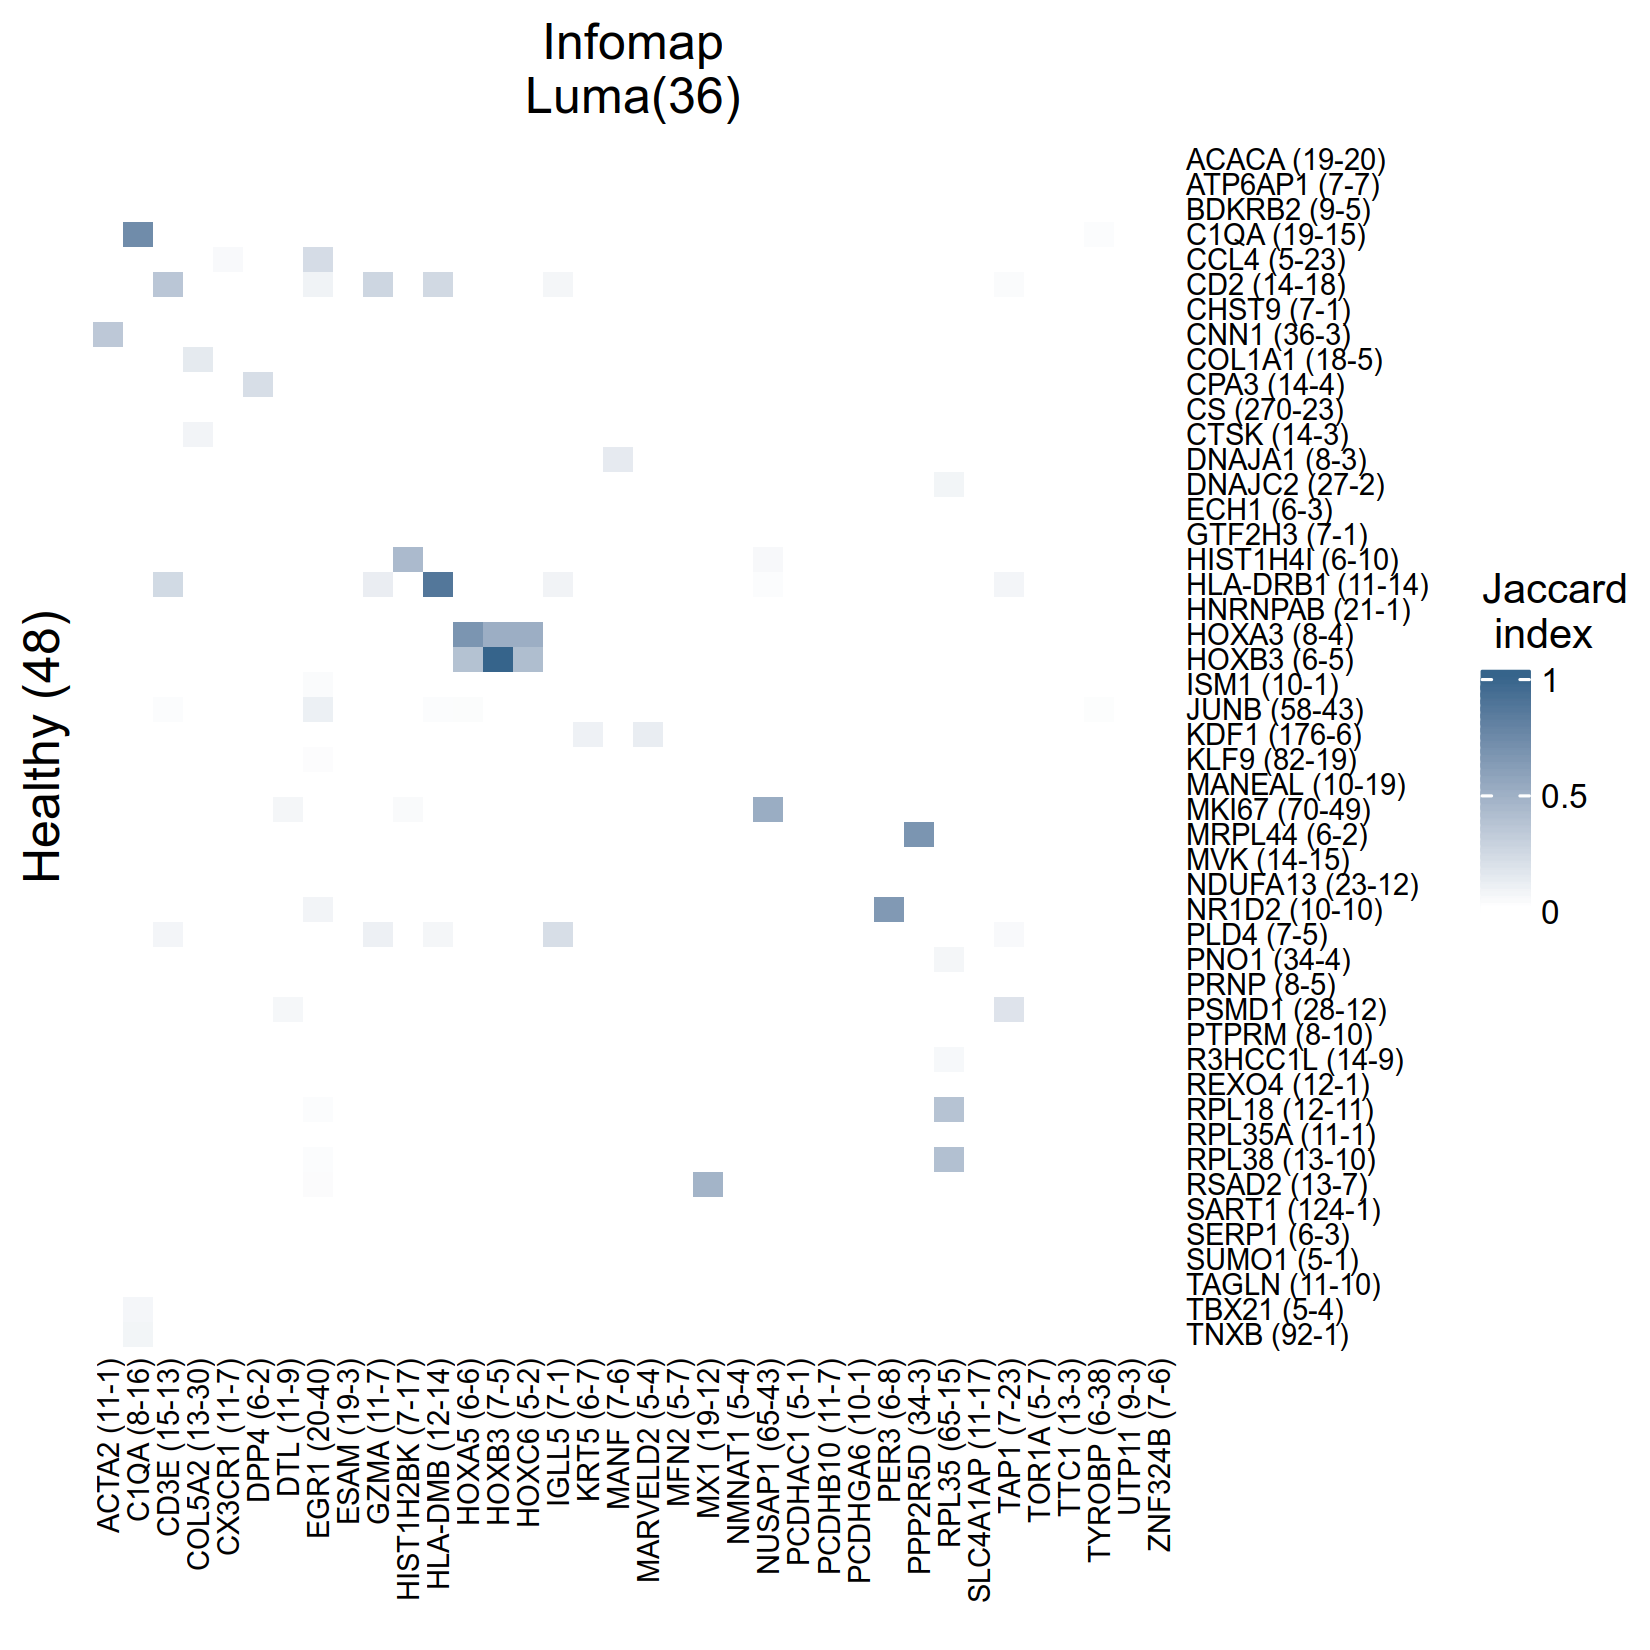 Infomap
Luma(36)
ACACA (19-20)
ATP6AP1 (7-7)
BDKRB2 (9-5)
C1QA (19-15)
CCL4 (5-23)
CD2 (14-18)
CHST9 (7-1)
CNN1 (36-3)
COL1A1 (18-5)
CPA3 (14-4)
CS (270-23)
CTSK (14-3)
DNAJA1 (8-3)
DNAJC2 (27-2)
ECH1 (6-3)
GTF2H3 (7-1)
HIST1H4I (6-10)
HLA-DRB1 (11-14)
HNRNPAB (21-1)
HOXA3 (8-4)
HOXB3 (6-5)
ISM1 (10-1)
JUNB (58-43)
KDF1 (176-6)
KLF9 (82-19)
MANEAL (10-19)
MKI67 (70-49)
MRPL44 (6-2)
MVK (14-15)
NDUFA13 (23-12)
NR1D2 (10-10)
PLD4 (7-5)
PNO1 (34-4)
PRNP (8-5)
PSMD1 (28-12)
PTPRM (8-10)
R3HCC1L (14-9)
REXO4 (12-1)
RPL18 (12-11)
RPL35A (11-1)
RPL38 (13-10)
RSAD2 (13-7)
SART1 (124-1)
SERP1 (6-3)
SUMO1 (5-1)
TAGLN (11-10)
TBX21 (5-4)
TNXB (92-1)
Healthy (48)
Jaccard
index
1
0.5
0
ACTA2 (11-1)
C1QA (8-16)
CD3E (15-13)
COL5A2 (13-30)
CX3CR1 (11-7)
DPP4 (6-2)
DTL (11-9)
EGR1 (20-40)
ESAM (19-3)
GZMA (11-7)
HIST1H2BK (7-17)
HLA-DMB (12-14)
HOXA5 (6-6)
HOXB3 (7-5)
HOXC6 (5-2)
IGLL5 (7-1)
KRT5 (6-7)
MANF (7-6)
MARVELD2 (5-4)
MFN2 (5-7)
MX1 (19-12)
NMNAT1 (5-4)
NUSAP1 (65-43)
PCDHAC1 (5-1)
PCDHB10 (11-7)
PCDHGA6 (10-1)
PER3 (6-8)
PPP2R5D (34-3)
RPL35 (65-15)
SLC4A1AP (11-17)
TAP1 (7-23)
TOR1A (5-7)
TTC1 (13-3)
TYROBP (6-38)
UTP11 (9-3)
ZNF324B (7-6)